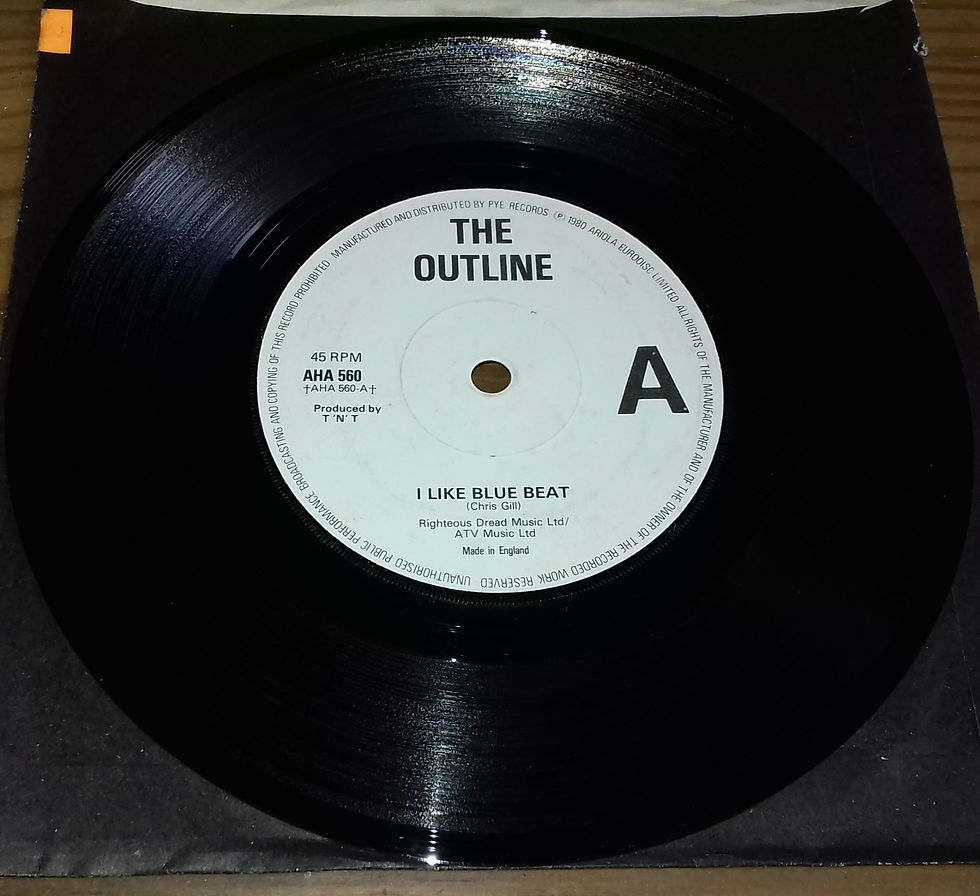 MANUFACTURED AND DISTRIBUTED BY PYE RECORDS Ⓟ 1980 ARIOLA EURODISC LIMITED ALL RIGHTS OF THE MANUFACTURER AND OF THE OWNER OF THE RECORDED WORK RESERVED UNAUTHORISED PUBLIC PERFORMANCE BROADCASTING AND COPYING OF THIS RECORD PROHIBITED
THE
OUTLINE
45 RPM
AHA 560
†AHA 560-A†
Produced by
T 'N' T
A
I LIKE BLUE BEAT
(Chris Gill)
Righteous Dread Music Ltd/
ATV Music Ltd
Made in England